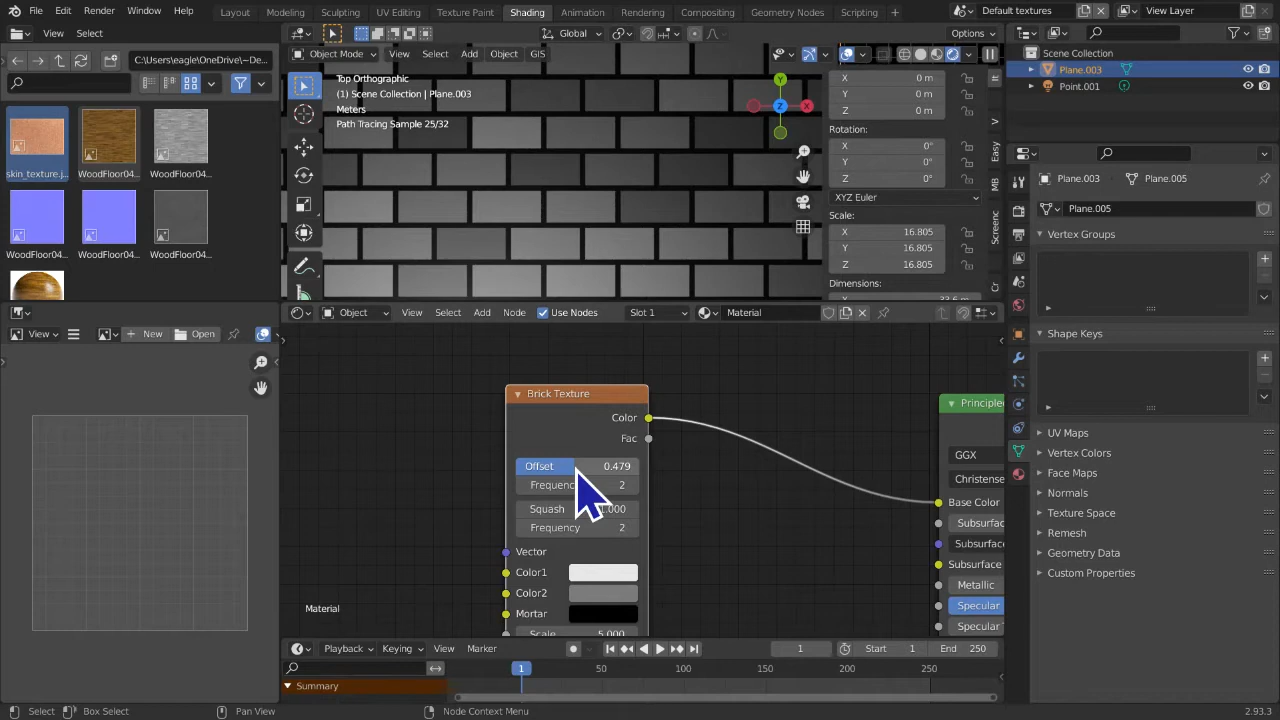 File Edit Render Window Help Layout Modeling Sculpting UV Editing Texture Paint Shading Animation Rendering Compositing Geometry Nodes Scripting + Default textures View Layer
View Select
Global
Options
C:\Users\eagle\OneDrive\~De...
Object Mode View Select Add Object GIS
skin_texture.j...
WoodFloor04...
WoodFloor04...
WoodFloor04...
WoodFloor04...
WoodFloor04...
Top Orthographic
(1) Scene Collection | Plane.003
Meters
Path Tracing Sample 25/32
Y
Z
X
X 0 m
Y 0 m
Z 0 m
Rotation:
X 0°
Y 0°
Z 0°
XYZ Euler
Scale:
X 16.805
Y 16.805
Z 16.805
Dimensions:
V
Easy
MB
Screenc
Scene Collection
Plane.003
Point.001
Plane.003 Plane.005
Plane.005
Vertex Groups
Shape Keys
UV Maps
Vertex Colors
Face Maps
Normals
Texture Space
Remesh
Geometry Data
Custom Properties
View New Open
Object View Select Add Node Use Nodes Slot 1 Material
Brick Texture
Color
Fac
Offset 0.479
Frequenc 2
Squash .000
Frequency 2
Vector
Color1
Color2
Mortar
Scale 5.000
Material
Principle
GGX
Christense
Base Color
Subsurfac
Subsurfac
Subsurface
Metallic
Specular
Specular
Playback Keying View Marker 1 Start 1 End 250
1 50 100 150 200 250
Summary
Select Box Select Pan View Node Context Menu 2.93.3